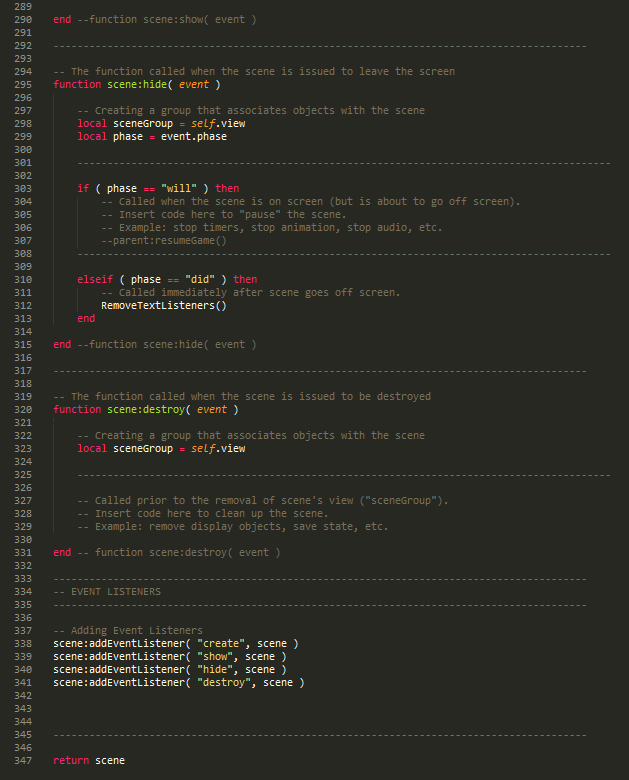 289
290 end --function scene:show( event )
291
292 -----------------------------------------------------------------------------------------
293
294 -- The function called when the scene is issued to leave the screen
295 function scene:hide( event )
296
297 -- Creating a group that associates objects with the scene
298 local sceneGroup = self.view
299 local phase = event.phase
300
301 -----------------------------------------------------------------------------------------
302
303 if ( phase == "will" ) then
304 -- Called when the scene is on screen (but is about to go off screen).
305 -- Insert code here to "pause" the scene.
306 -- Example: stop timers, stop animation, stop audio, etc.
307 --parent:resumeGame()
308 -----------------------------------------------------------------------------------------
309
310 elseif ( phase == "did" ) then
311 -- Called immediately after scene goes off screen.
312 RemoveTextListeners()
313 end
314
315 end --function scene:hide( event )
316
317 -----------------------------------------------------------------------------------------
318
319 -- The function called when the scene is issued to be destroyed
320 function scene:destroy( event )
321
322 -- Creating a group that associates objects with the scene
323 local sceneGroup = self.view
324
325 -----------------------------------------------------------------------------------------
326
327 -- Called prior to the removal of scene's view ("sceneGroup").
328 -- Insert code here to clean up the scene.
329 -- Example: remove display objects, save state, etc.
330
331 end -- function scene:destroy( event )
332
333 -----------------------------------------------------------------------------------------
334 -- EVENT LISTENERS
335 -----------------------------------------------------------------------------------------
336
337 -- Adding Event Listeners
338 scene:addEventListener( "create", scene )
339 scene:addEventListener( "show", scene )
340 scene:addEventListener( "hide", scene )
341 scene:addEventListener( "destroy", scene )
342
343
344
345 -----------------------------------------------------------------------------------------
346
347 return scene